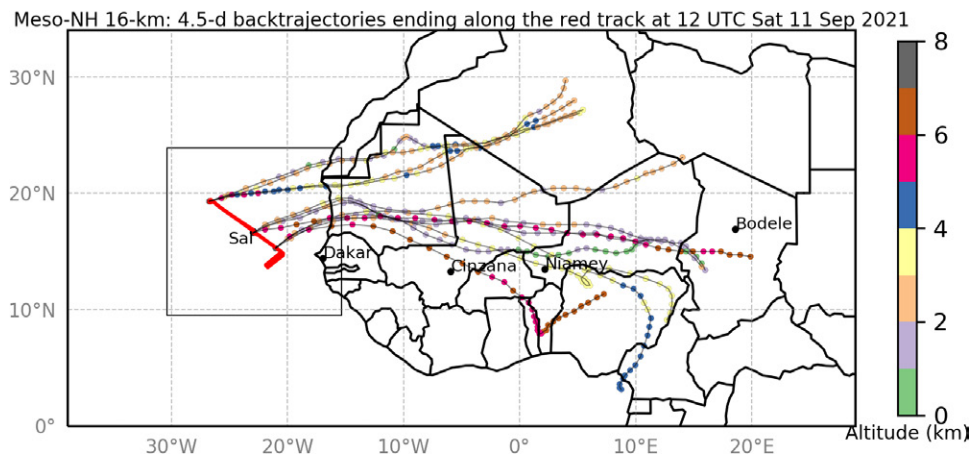 Meso-NH 16-km: 4.5-d backtrajectories ending along the red track at 12 UTC Sat 11 Sep 2021
8
30°N
6
20°N
Sal
Bodele
4
Dakar
Cinzana
Niamey
2
10°N
0
0°
Altitude (km)
30°W
20°W
10°W
0°
10°E
20°E